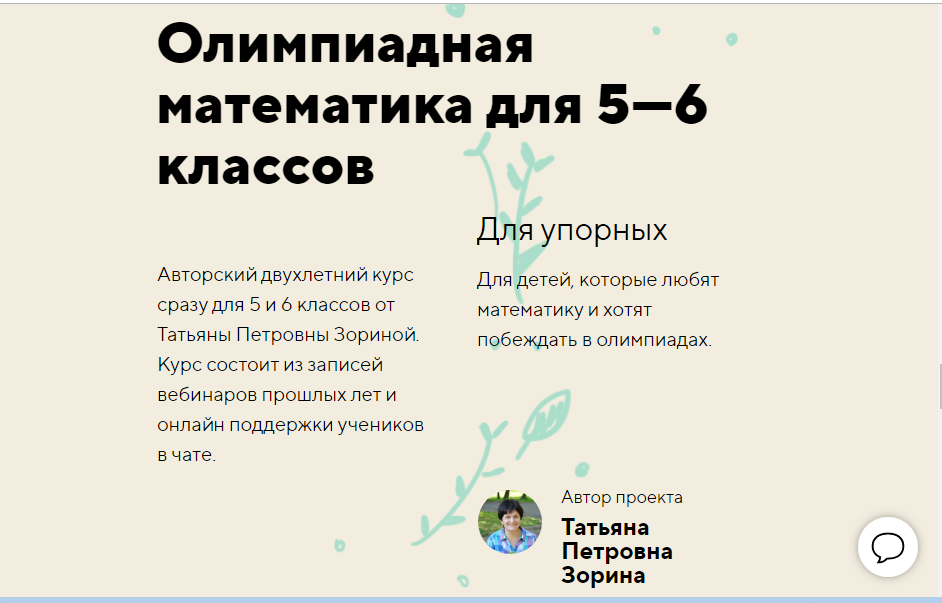 Олимпиадная
математика для 5—6
классов
Авторский двухлетний курс
сразу для 5 и 6 классов от
Татьяны Петровны Зориной.
Курс состоит из записей
вебинаров прошлых лет и
онлайн поддержки учеников
в чате.
Для упорных
Для детей, которые любят
математику и хотят
побеждать в олимпиадах.
Автор проекта
Татьяна
Петровна
Зорина